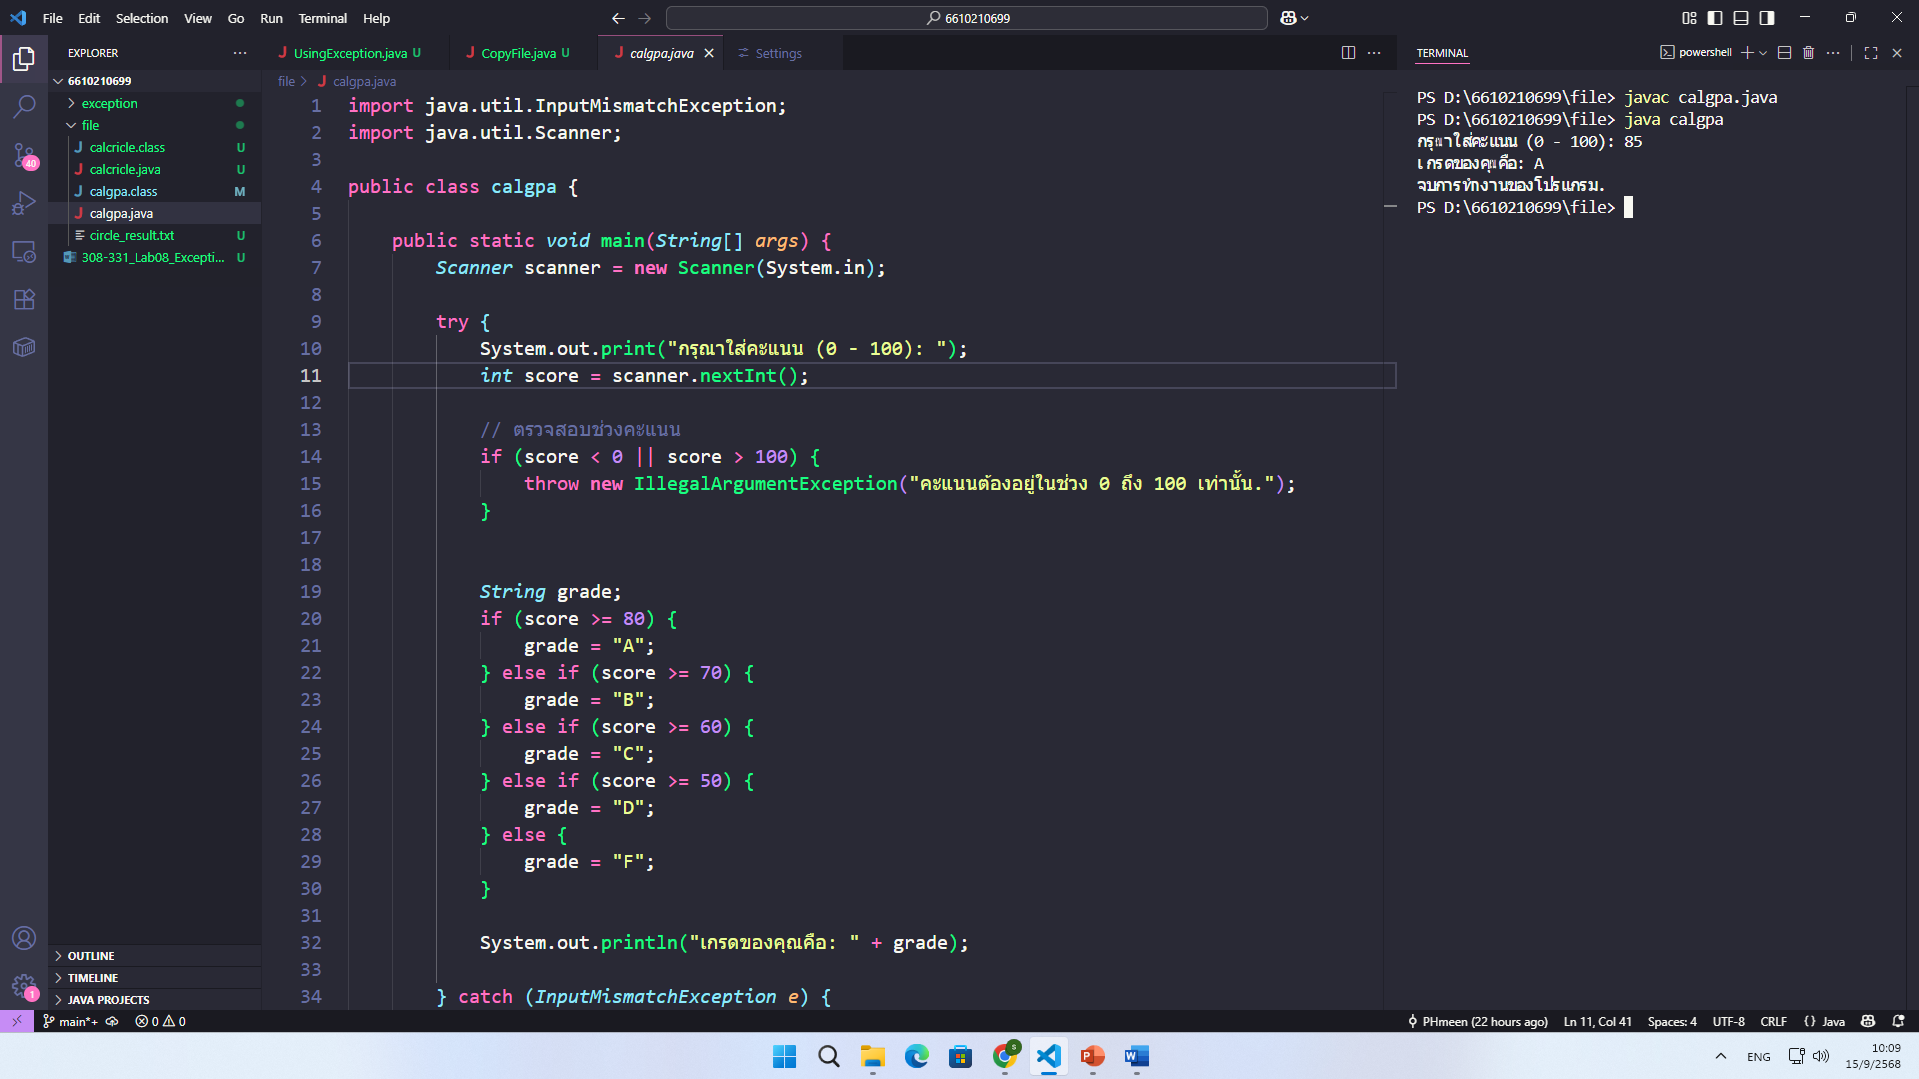 File Edit Selection View Go Run Terminal Help
6610210699
EXPLORER
6610210699
exception
file
calcricle.class U
calcricle.java U
calgpa.class M
calgpa.java
circle_result.txt U
308-331_Lab08_Excepti... U
OUTLINE
TIMELINE
JAVA PROJECTS
40
1
UsingException.java U
CopyFile.java U
calgpa.java
Settings
file > calgpa.java
1 import java.util.InputMismatchException;
2 import java.util.Scanner;
3
4 public class calgpa {
5
6 public static void main(String[] args) {
7 Scanner scanner = new Scanner(System.in);
8
9 try {
10 System.out.print("กรุณาใส่คะแนน (0 - 100): ");
11 int score = scanner.nextInt();
12
13 // ตรวจสอบช่วงคะแนน
14 if (score < 0 || score > 100) {
15 throw new IllegalArgumentException("คะแนนต้องอยู่ในช่วง 0 ถึง 100 เท่านั้น.");
16 }
17
18
19 String grade;
20 if (score >= 80) {
21 grade = "A";
22 } else if (score >= 70) {
23 grade = "B";
24 } else if (score >= 60) {
25 grade = "C";
26 } else if (score >= 50) {
27 grade = "D";
28 } else {
29 grade = "F";
30 }
31
32 System.out.println("เกรดของคุณคือ: " + grade);
33
34 } catch (InputMismatchException e) {
TERMINAL
powershell
PS D:\6610210699\file> javac calgpa.java
PS D:\6610210699\file> java calgpa
กรุณาใส่คะแนน (0 - 100): 85
เกรดของคุณคือ: A
จบการทำงานของโปรแกรม.
PS D:\6610210699\file>
main*+ 0 0
PHmeen (22 hours ago) Ln 11, Col 41 Spaces: 4 UTF-8 CRLF {} Java
S
ENG
10:09
15/9/2568